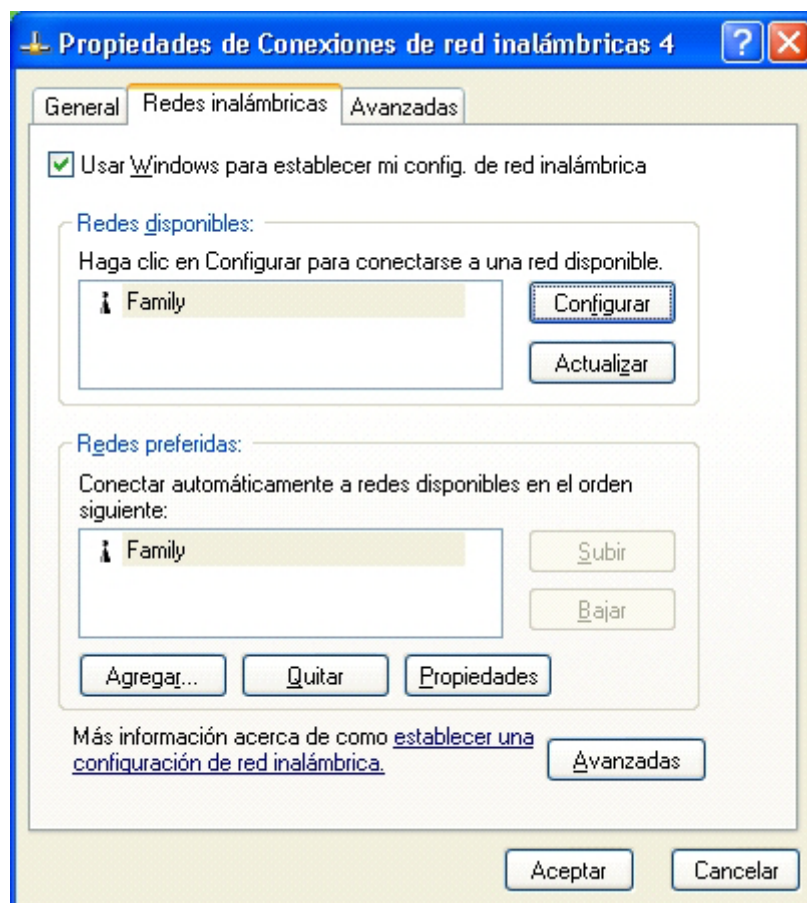 Propiedades de Conexiones de red inalámbricas 4
General
Redes inalámbricas
Avanzadas
Usar Windows para establecer mi config. de red inalámbrica
Redes disponibles:
Haga clic en Configurar para conectarse a una red disponible.
Family
Configurar
Actualizar
Redes preferidas:
Conectar automáticamente a redes disponibles en el orden
siguiente:
Family
Subir
Bajar
Agregar...
Quitar
Propiedades
Más información acerca de como establecer una
configuración de red inalámbrica.
Avanzadas
Aceptar
Cancelar